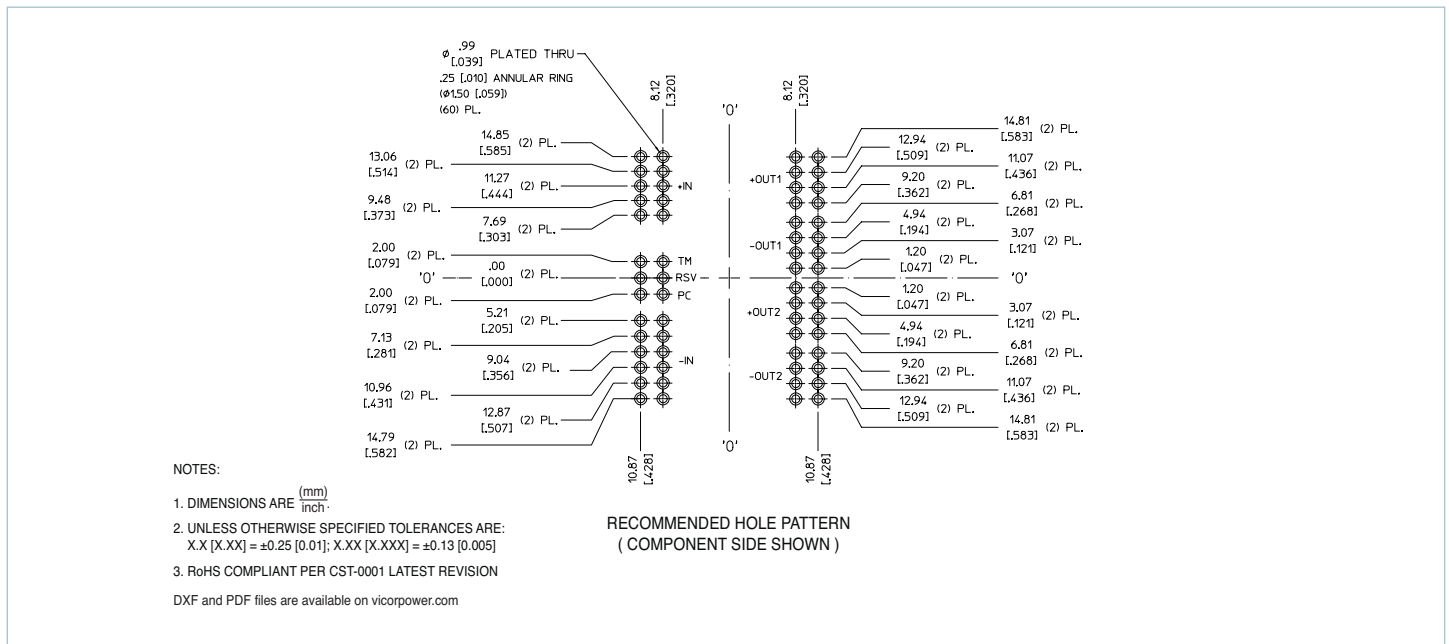 ø .99 PLATED THRU
[.039]
.25 [.010] ANNULAR RING
(ø1.50 [.059])
(60) PL.
8.12
[.320]
'0'
8.12
[.320]
14.85 (2) PL.
[.585]
13.06 (2) PL.
[.514]
11.27 (2) PL.
[.444]
9.48 (2) PL.
[.373]
7.69 (2) PL.
[.303]
2.00 (2) PL.
[.079]
'0'
.00 (2) PL.
[.000]
2.00 (2) PL.
[.079]
5.21 (2) PL.
[.205]
7.13 (2) PL.
[.281]
9.04 (2) PL.
[.356]
10.96 (2) PL.
[.431]
12.87 (2) PL.
[.507]
14.79 (2) PL.
[.582]
+IN
TM
RSV
PC
-IN
+OUT1
-OUT1
+OUT2
-OUT2
14.81 (2) PL.
[.583]
12.94 (2) PL.
[.509]
11.07 (2) PL.
[.436]
9.20 (2) PL.
[.362]
6.81 (2) PL.
[.268]
4.94 (2) PL.
[.194]
3.07 (2) PL.
[.121]
1.20 (2) PL.
[.047]
'0'
1.20 (2) PL.
[.047]
3.07 (2) PL.
[.121]
4.94 (2) PL.
[.194]
6.81 (2) PL.
[.268]
9.20 (2) PL.
[.362]
11.07 (2) PL.
[.436]
12.94 (2) PL.
[.509]
14.81 (2) PL.
[.583]
10.87
[.428]
'0'
10.87
[.428]
RECOMMENDED HOLE PATTERN
( COMPONENT SIDE SHOWN )
NOTES:
1. DIMENSIONS ARE (mm)
inch.
2. UNLESS OTHERWISE SPECIFIED TOLERANCES ARE:
X.X [X.XX] = ±0.25 [0.01]; X.XX [X.XXX] = ±0.13 [0.005]
3. RoHS COMPLIANT PER CST-0001 LATEST REVISION
DXF and PDF files are available on vicorpower.com